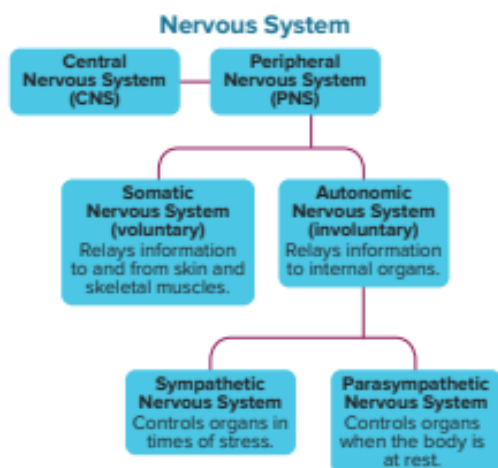 Nervous System
Central
Nervous System
(CNS)
Peripheral
Nervous System
(PNS)
Somatic
Nervous System
(voluntary)
Relays information
to and from skin and
skeletal muscles.
Autonomic
Nervous System
(involuntary)
Relays information
to internal organs.
Sympathetic
Nervous System
Controls organs in
times of stress.
Parasympathetic
Nervous System
Controls organs
when the body is
at rest.